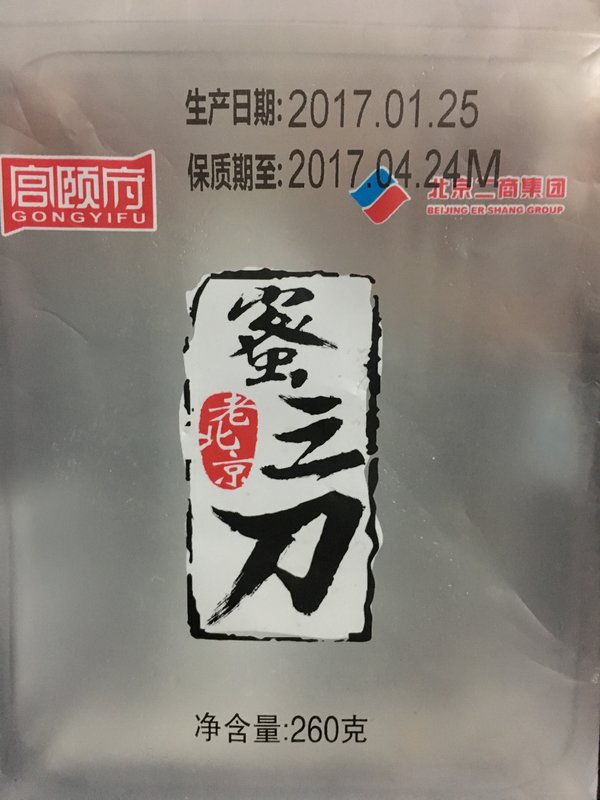 生产日期:2017.01.25
保质期至:2017.04.24M
宫颐府
GONGYIFU
北京二商集团
BEIJING ER SHANG GROUP
蜜三刀
老北京
净含量:260克